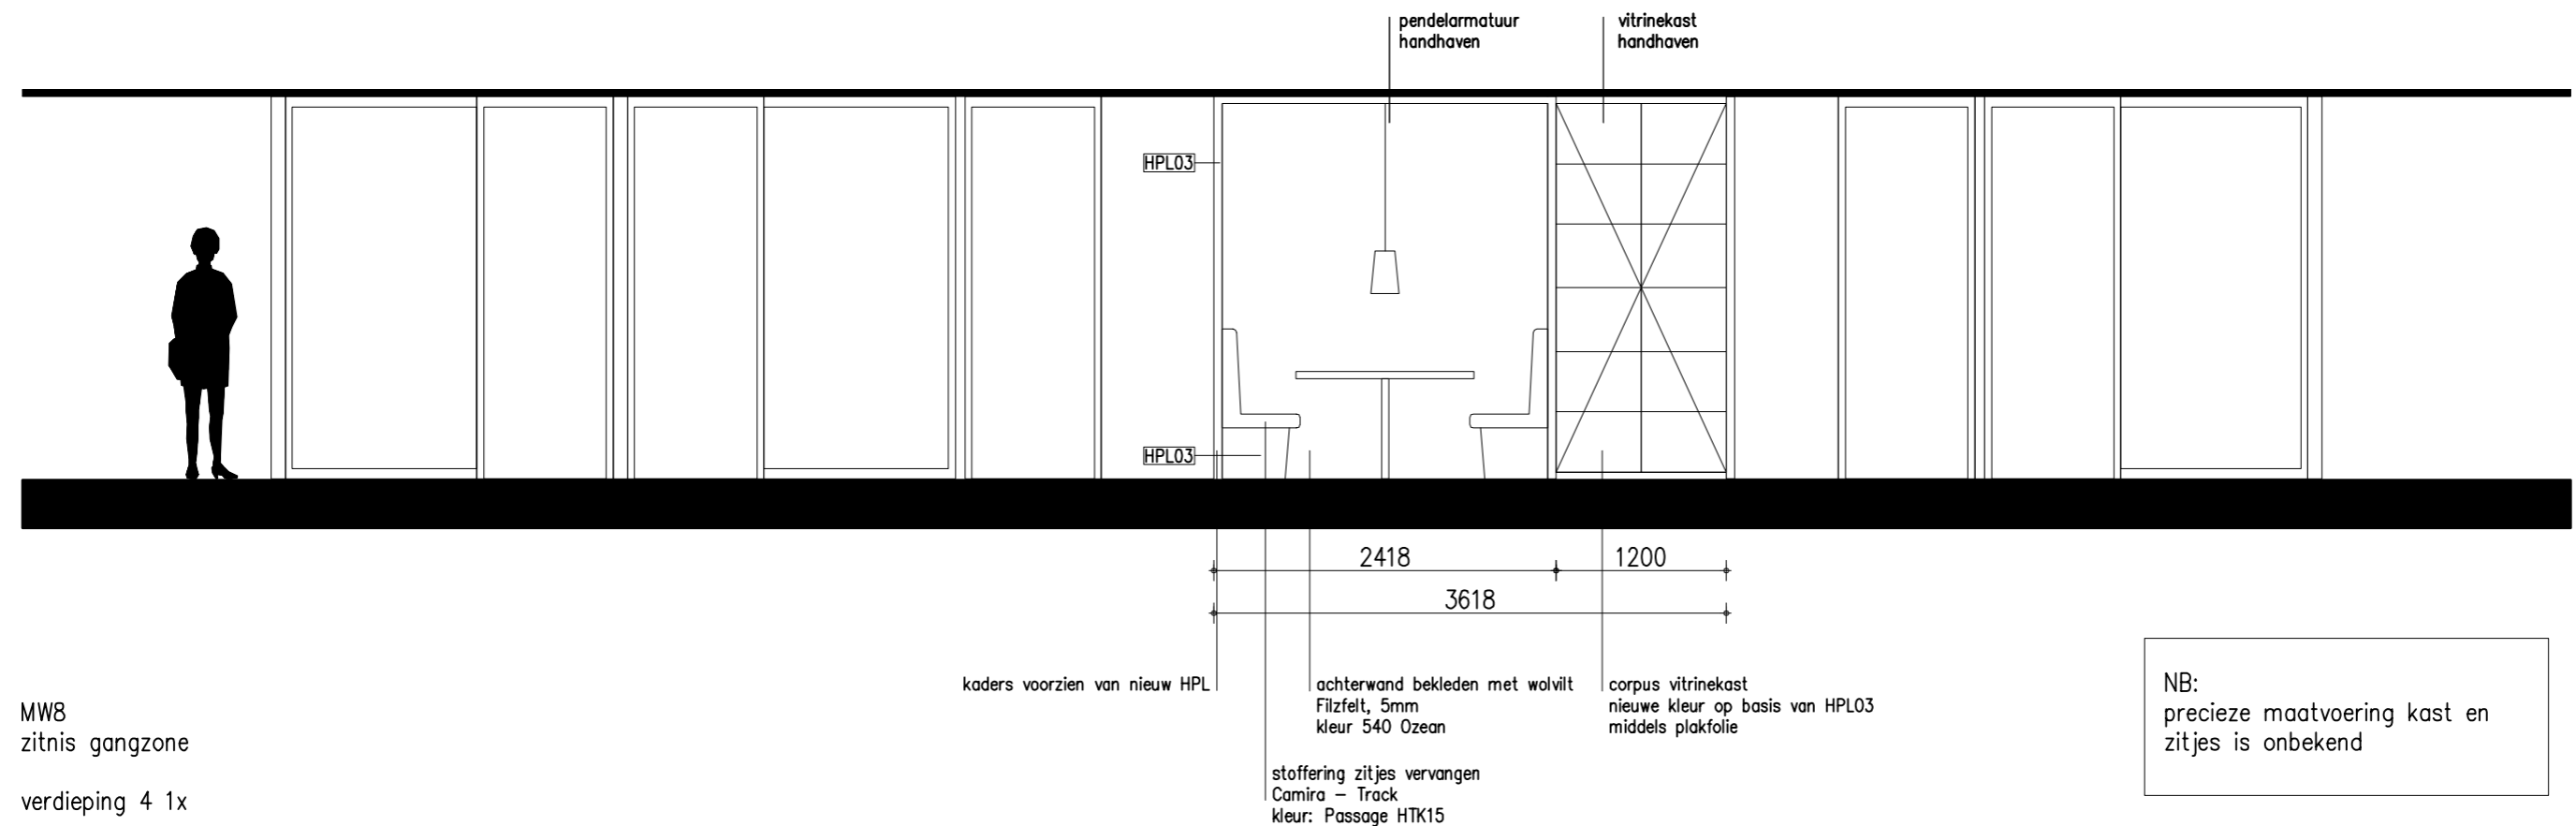 pendelarmatuur
handhaven
vitrinekast
handhaven
HPL03
HPL03
2418
1200
3618
kaders voorzien van nieuw HPL
achterwand bekleden met wolvilt
Filzfelt, 5mm
kleur 540 Ozean
corpus vitrinekast
nieuwe kleur op basis van HPL03
middels plakfolie
stoffering zitjes vervangen
Camira – Track
kleur: Passage HTK15
MW8
zitnis gangzone
verdieping 4 1x
NB:
precieze maatvoering kast en
zitjes is onbekend